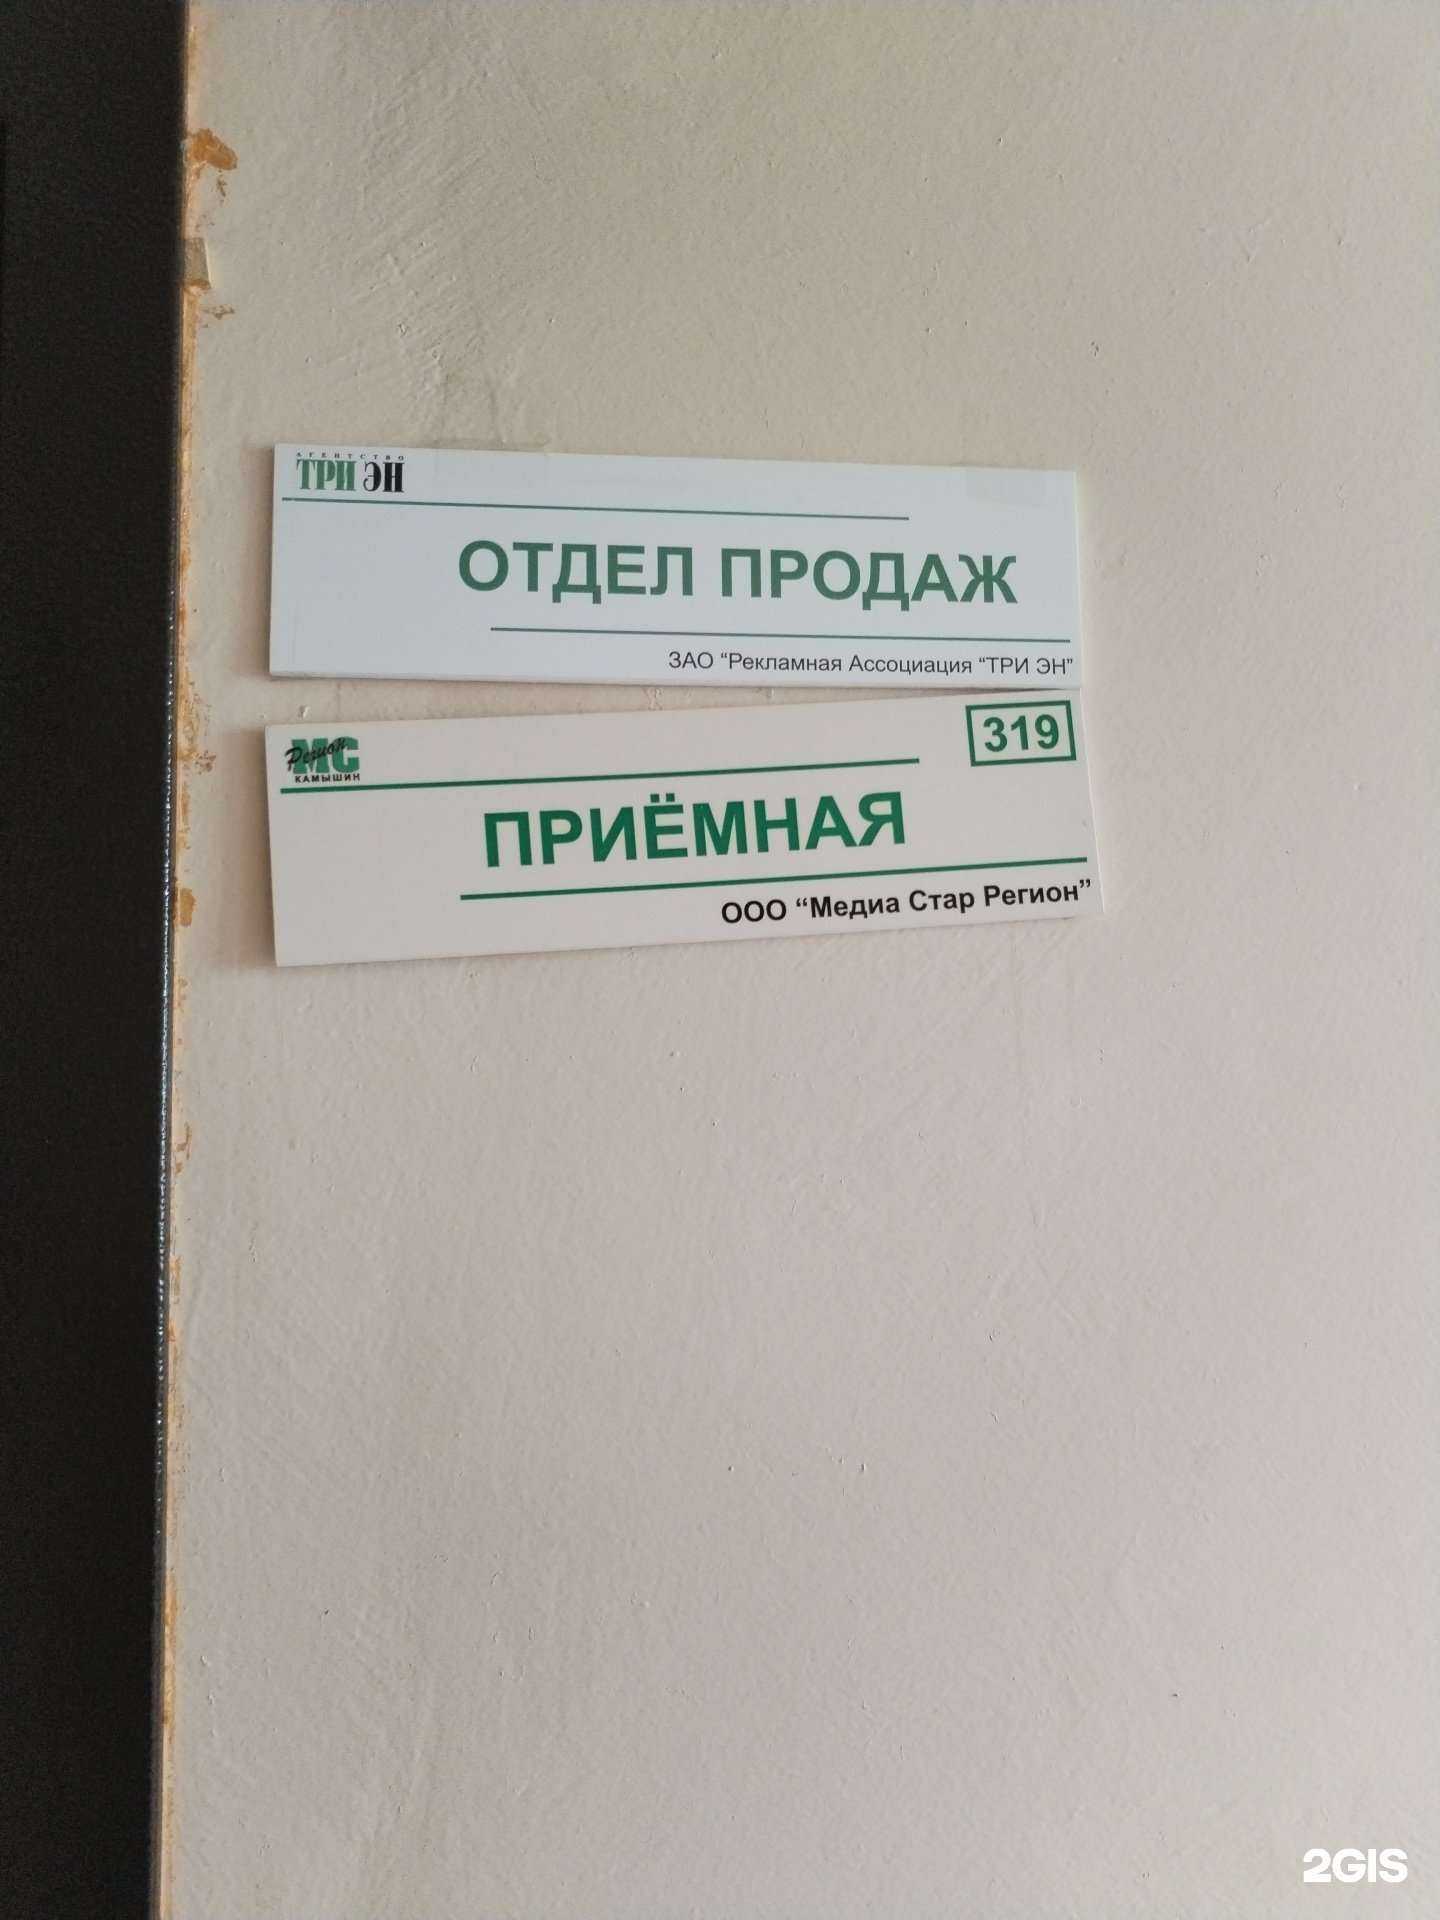 АГЕНТСТВО
ТРИ ЭН
ОТДЕЛ ПРОДАЖ
ЗАО “Рекламная Ассоциация “ТРИ ЭН”
319
МС
Регион
КАМЫШИН
ПРИЁМНАЯ
ООО “Медиа Стар Регион”
2GIS